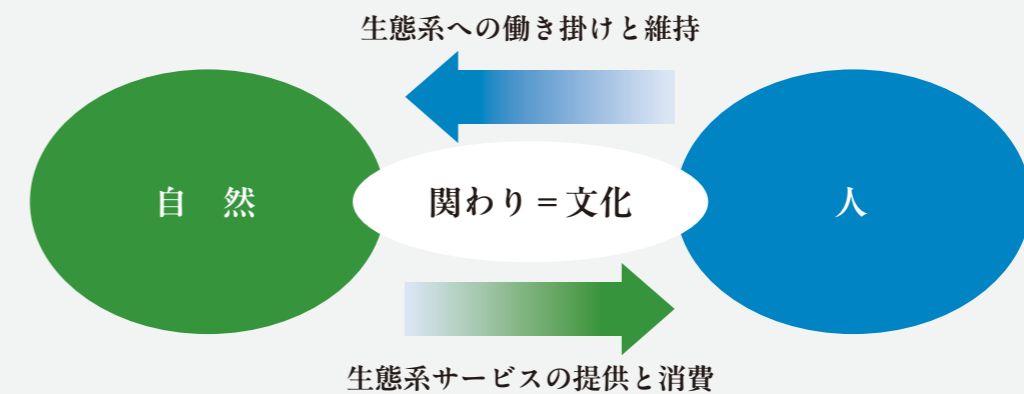 生態系への働き掛けと維持
自　然
関わり＝文化
人
生態系サービスの提供と消費